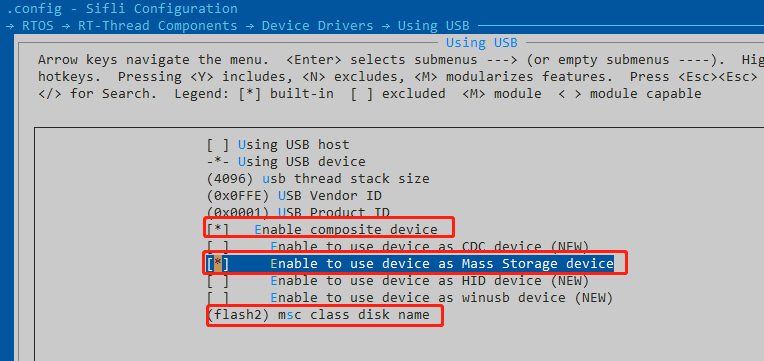 .config - Sifli Configuration
→ RTOS → RT-Thread Components → Device Drivers → Using USB
Using USB
Arrow keys navigate the menu. <Enter> selects submenus ---> (or empty submenus ----). Hig
hotkeys. Pressing <Y> includes, <N> excludes, <M> modularizes features. Press <Esc><Esc>
</> for Search. Legend: [*] built-in [ ] excluded <M> module < > module capable
[ ] Using USB host
-*- Using USB device
(4096) usb thread stack size
(0x0FFE) USB Vendor ID
(0x0001) USB Product ID
[*] Enable composite device
[ ] Enable to use device as CDC device (NEW)
[*] Enable to use device as Mass Storage device
[ ] Enable to use device as HID device (NEW)
[ ] Enable to use device as winusb device (NEW)
(flash2) msc class disk name